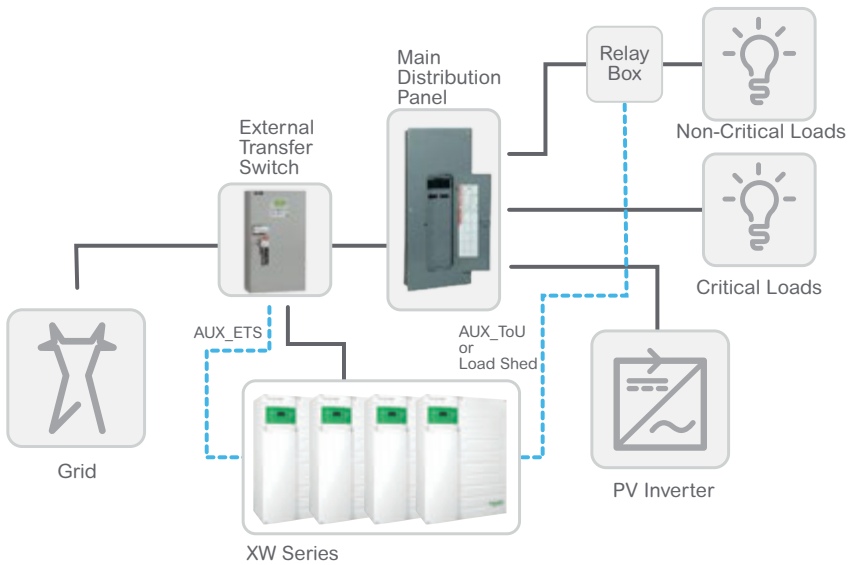 Relay
Box
Main
Distribution
Panel
Non-Critical Loads
External
Transfer
Switch
Critical Loads
AUX_ETS
AUX_ToU
or
Load Shed
Grid
PV Inverter
XW Series